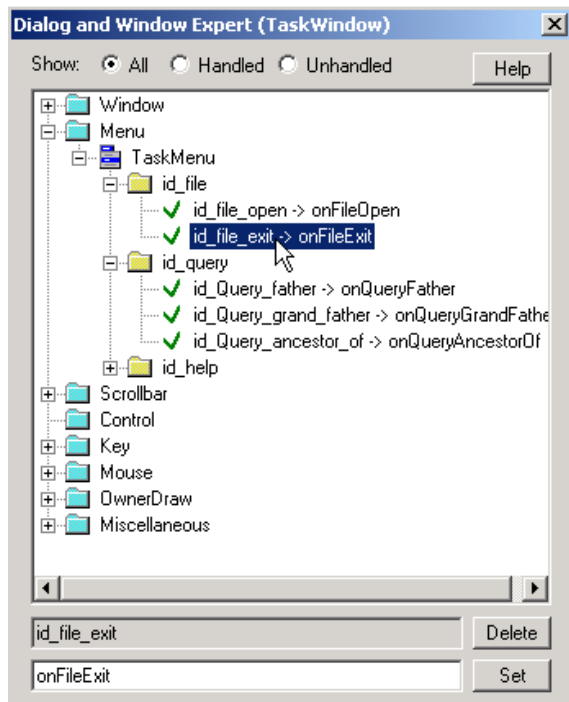 Dialog and Window Expert (TaskWindow)
Show: All Handled Unhandled Help
Window
Menu
TaskMenu
id_file
id_file_open -> onFileOpen
id_file_exit -> onFileExit
id_query
id_Query_father -> onQueryFather
id_Query_grand_father -> onQueryGrandFathe
id_Query_ancestor_of -> onQueryAncestorOf
id_help
Scrollbar
Control
Key
Mouse
OwnerDraw
Miscellaneous
id_file_exit Delete
onFileExit Set